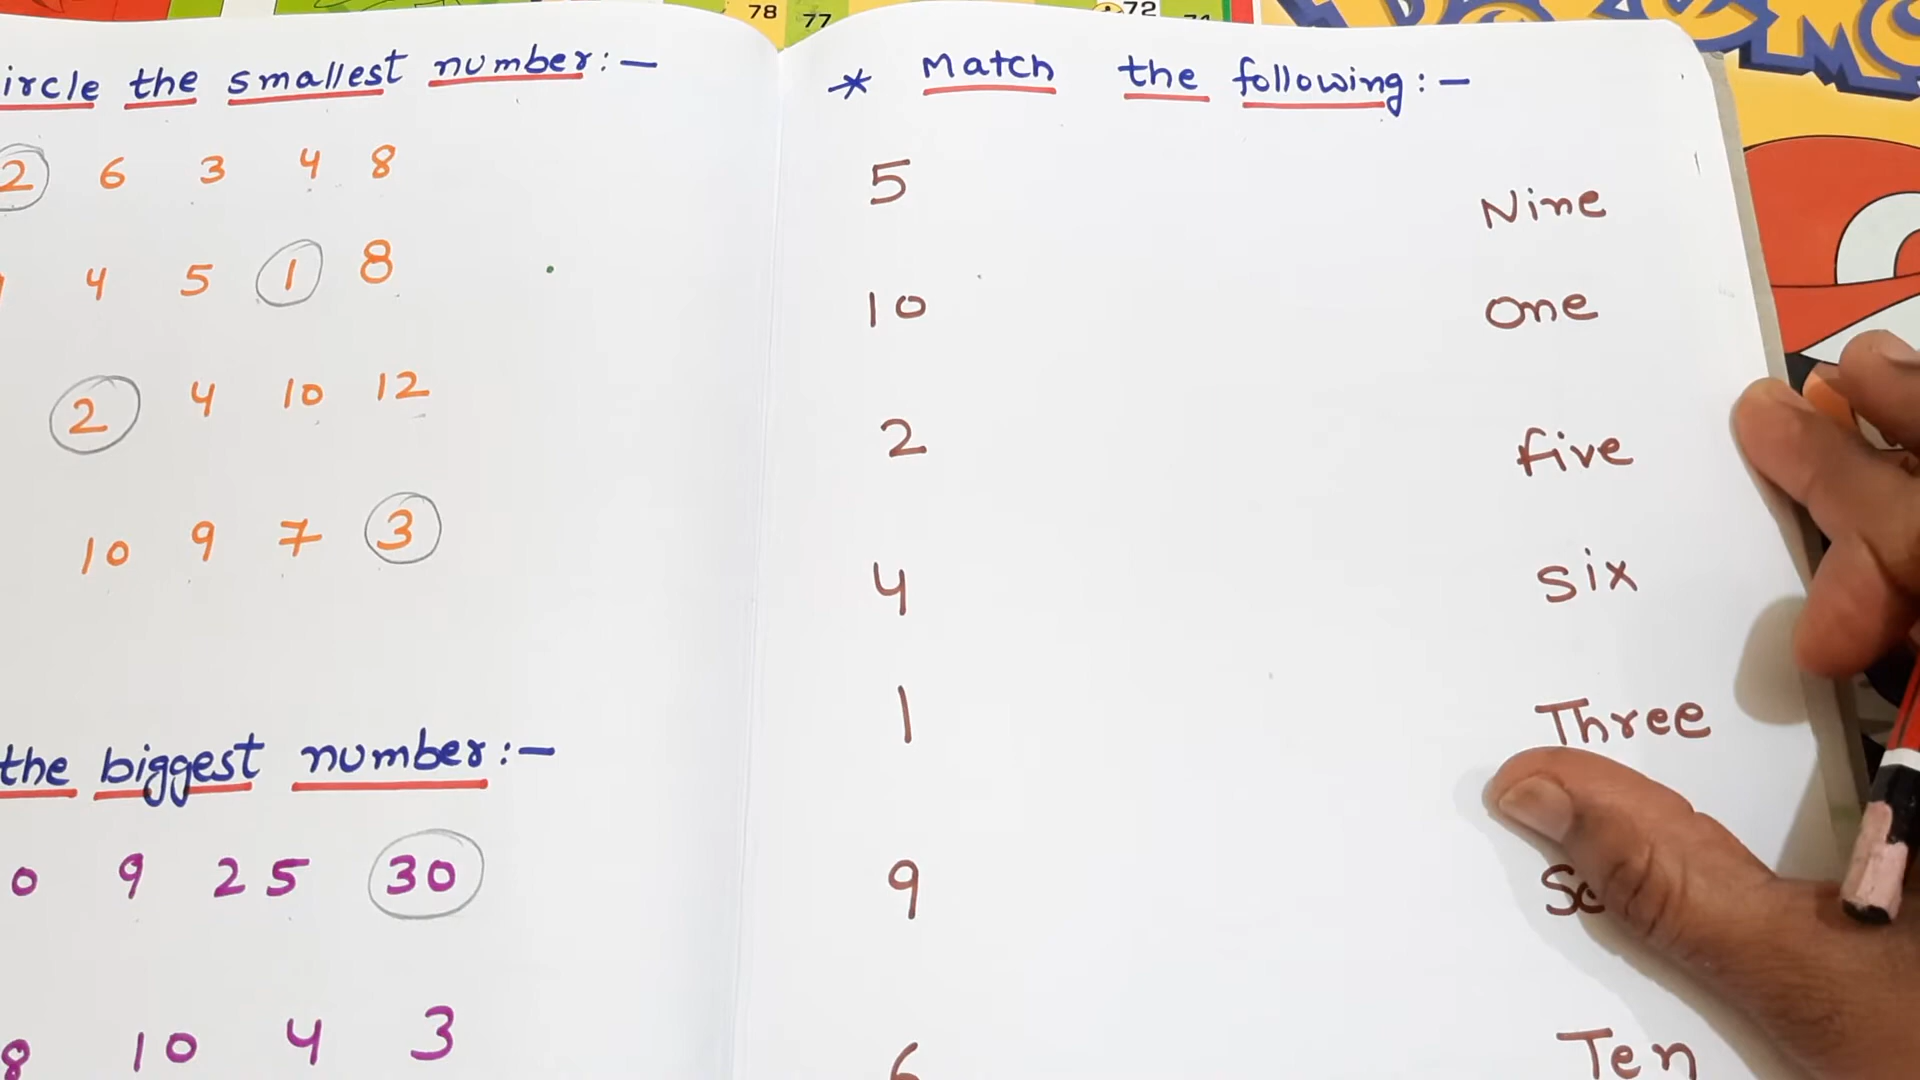 78 77 72
ircle the smallest number:-
2 6 3 4 8
4 5 1 8
2 4 10 12
10 9 7 3
the biggest number:-
0 9 25 30
8 10 4 3
* Match the following:-
5 Nine
10 One
2 five
4 six
1 Three
9
6 Ten